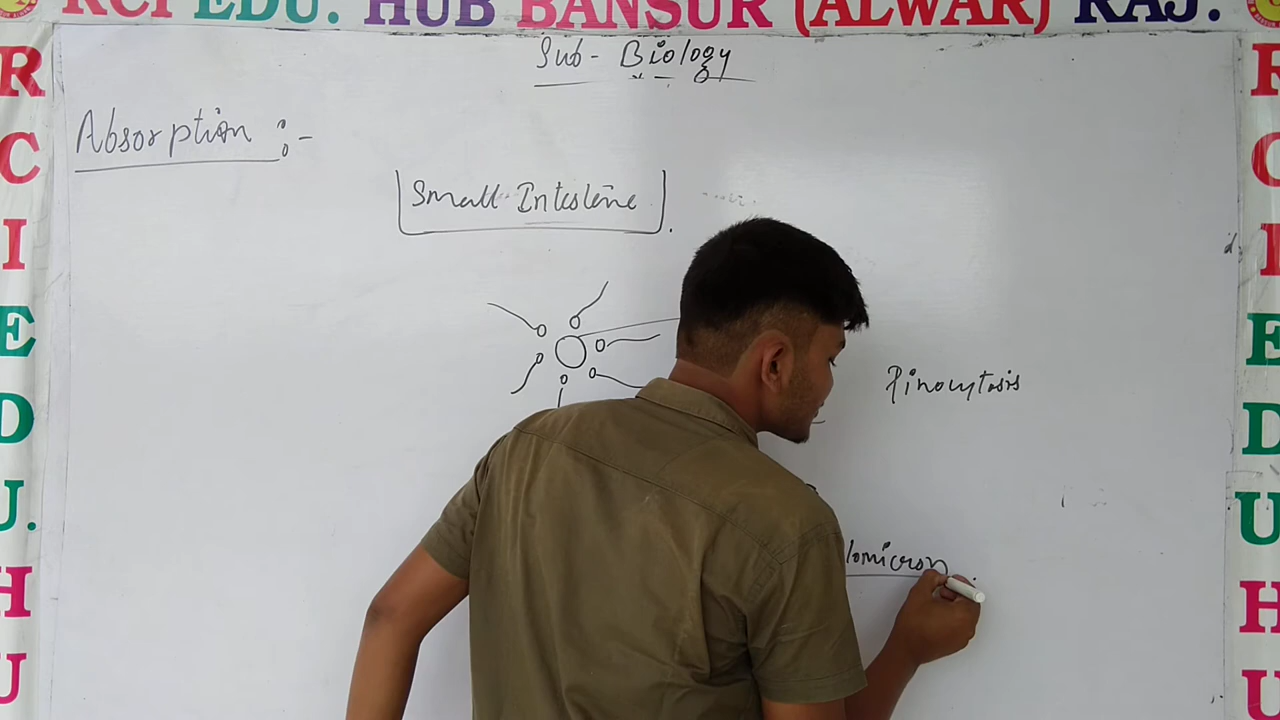 RCI EDU. HUB BANSUR (ALWAR) RAJ.
Sub- Biology
Absorption :-
Small Intestine
Pinocytosis
lomicron
R C I E D U. H U
R C I E D U H U